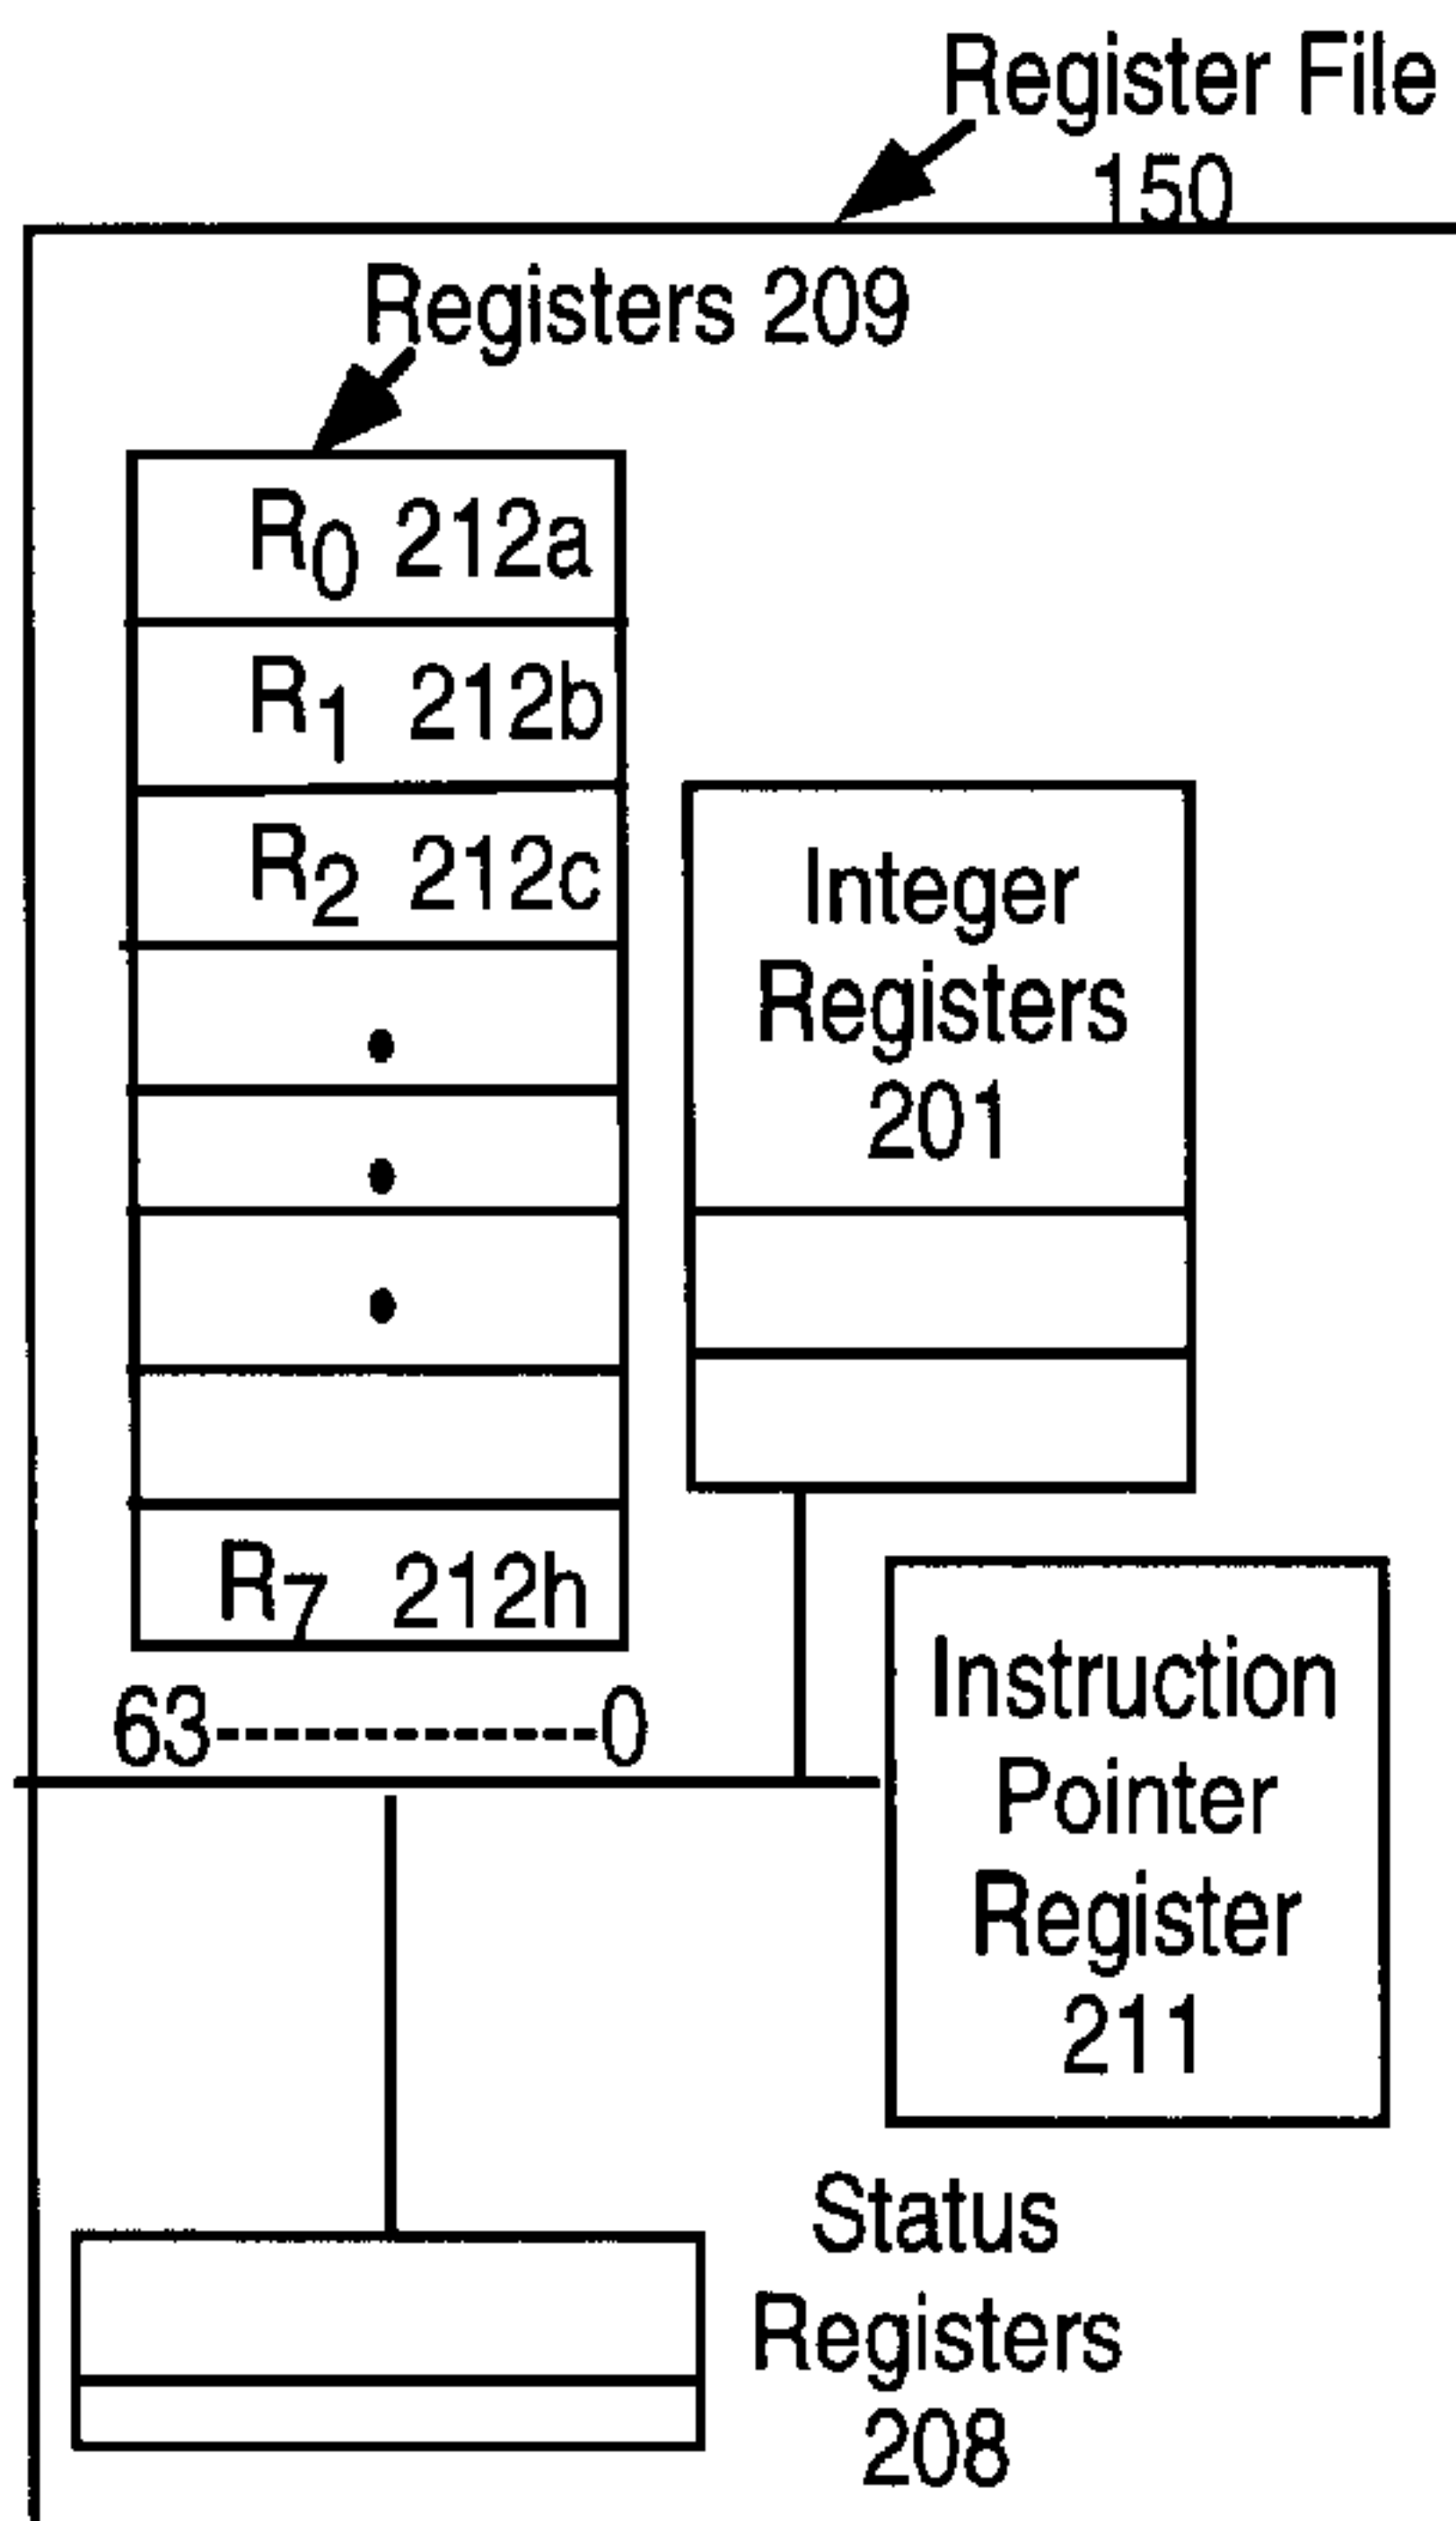 Register File
150
Registers 209
R0 212a
R1 212b
R2 212c
Integer
Registers
201
R7 212h
63------------0
Instruction
Pointer
Register
211
Status
Registers
208